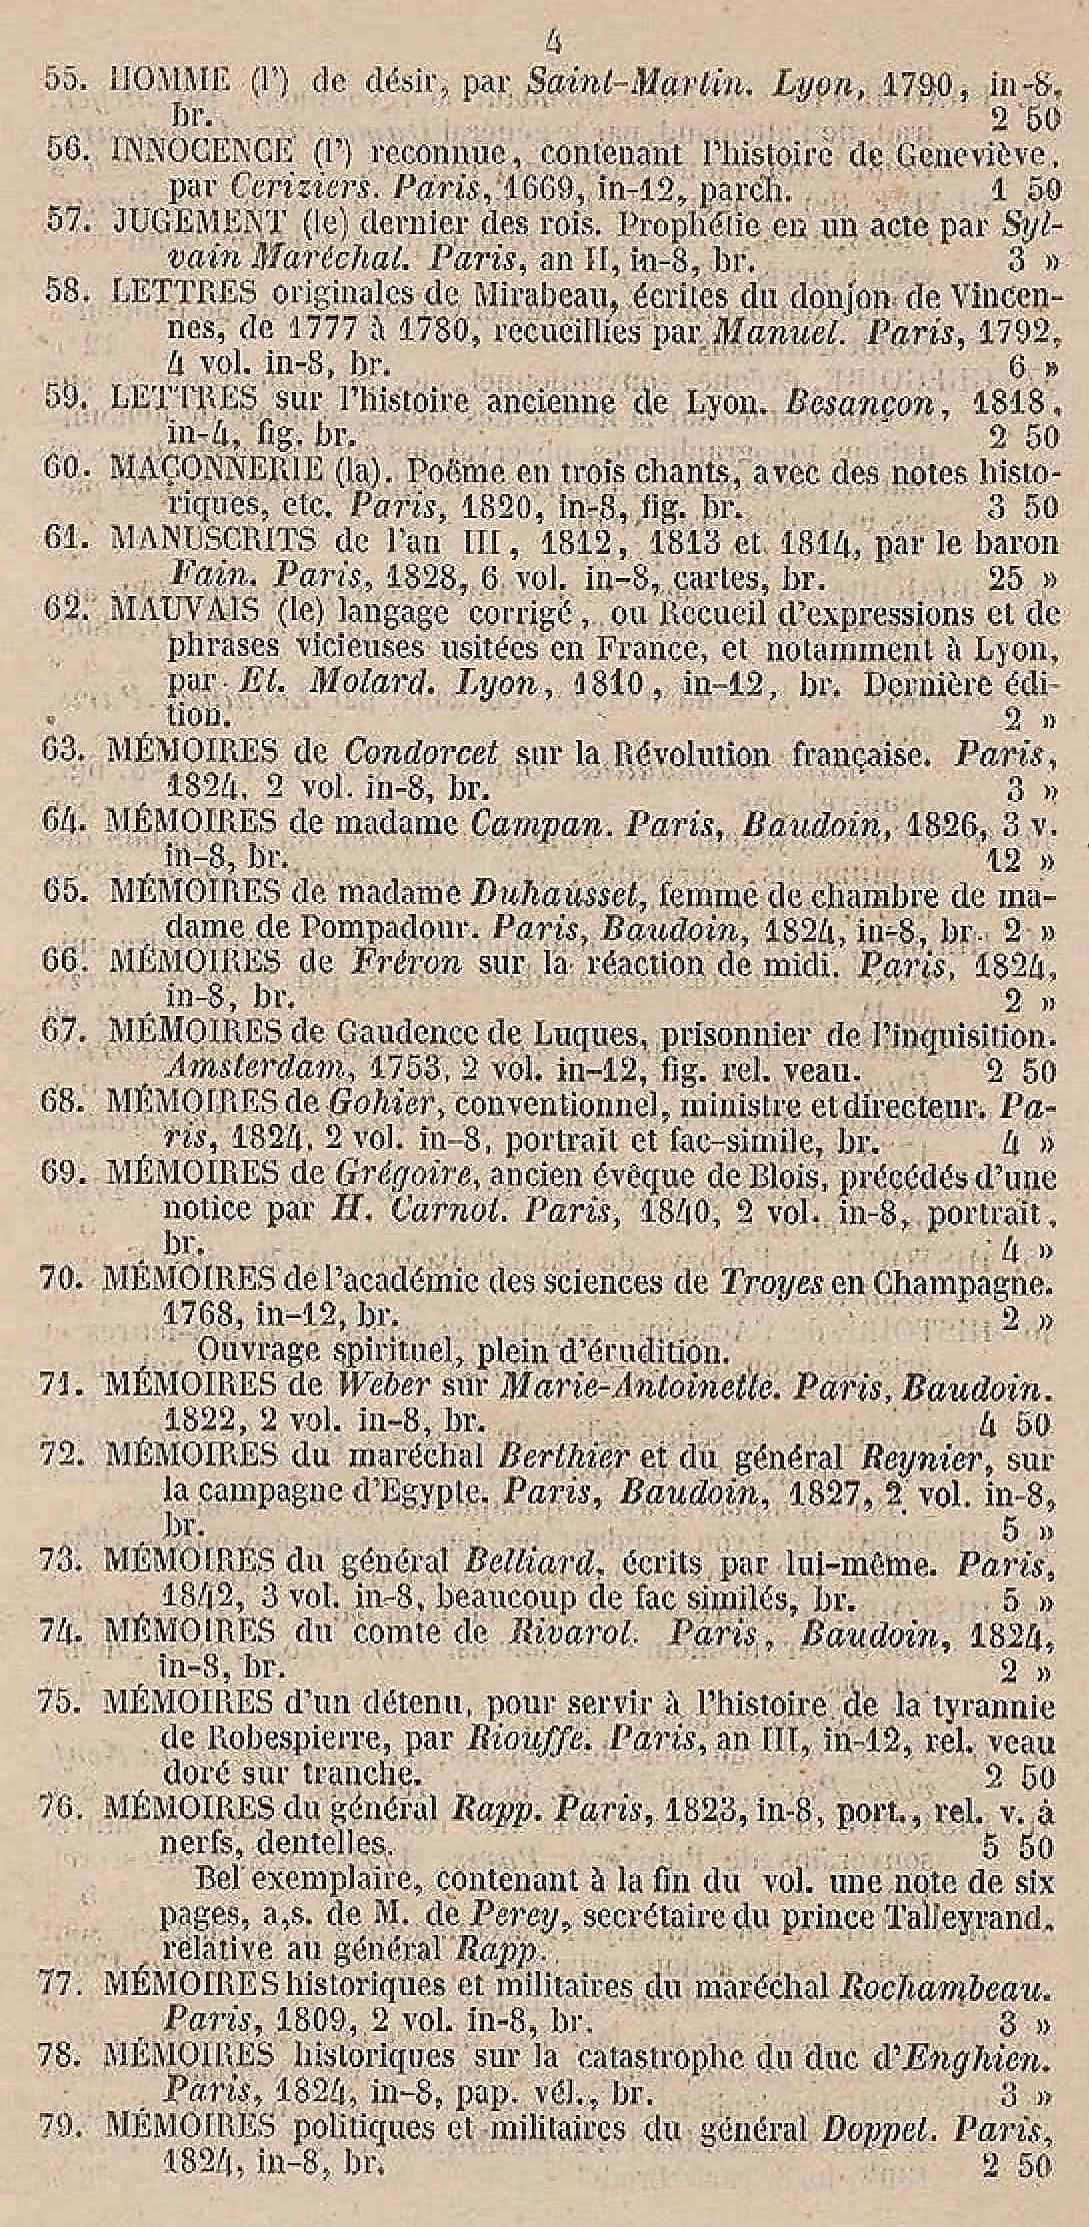 4
55. HOMME (l') de désir, par Saint-Martin. Lyon, 1790, in-8,
br. 2 50
56. INNOCENCE (l') reconnue, contenant l'histoire de Geneviève,
par Ceriziers. Paris, 1669, in-12, parch. 1 50
57. JUGEMENT (le) dernier des rois. Prophétie en un acte par Syl-
vain Maréchal. Paris, an II, in-8, br. 3 »
58. LETTRES originales de Mirabeau, écrites du donjon de Vincen-
nes, de 1777 à 1780, recueillies par Manuel. Paris, 1792,
4 vol. in-8, br. 6 »
59. LETTRES sur l'histoire ancienne de Lyon. Besançon, 1818,
in-4, fig. br. 2 50
60. MAÇONNERIE (la). Poëme en trois chants, avec des notes histo-
riques, etc. Paris, 1820, in-8, fig. br. 3 50
61. MANUSCRITS de l'an III, 1812, 1813 et 1814, par le baron
Fain. Paris, 1828, 6 vol. in-8, cartes, br. 25 »
62. MAUVAIS (le) langage corrigé, ou Recueil d'expressions et de
phrases vicieuses usitées en France, et notamment à Lyon,
par Et. Molard. Lyon, 1810, in-12, br. Dernière édi-
tion. 2 »
63. MÉMOIRES de Condorcet sur la Révolution française. Paris,
1824, 2 vol. in-8, br. 3 »
64. MÉMOIRES de madame Campan. Paris, Baudoin, 1826, 3 v.
in-8, br. 12 »
65. MÉMOIRES de madame Duhausset, femme de chambre de ma-
dame de Pompadour. Paris, Baudoin, 1824, in-8, br. 2 »
66. MÉMOIRES de Fréron sur la réaction de midi. Paris, 1824,
in-8, br. 2 »
67. MÉMOIRES de Gaudence de Luques, prisonnier de l'inquisition.
Amsterdam, 1753, 2 vol. in-12, fig. rel. veau. 2 50
68. MÉMOIRES de Gohier, conventionnel, ministre et directeur. Pa-
ris, 1824, 2 vol. in-8, portrait et fac-simile, br. 4 »
69. MÉMOIRES de Grégoire, ancien évêque de Blois, précédés d'une
notice par H. Carnot. Paris, 1840, 2 vol. in-8, portrait,
br. 4 »
70. MÉMOIRES de l'académie des sciences de Troyes en Champagne.
1768, in-12, br. 2 »
Ouvrage spirituel, plein d'érudition.
71. MÉMOIRES de Weber sur Marie-Antoinette. Paris, Baudoin.
1822, 2 vol. in-8, br. 4 50
72. MÉMOIRES du maréchal Berthier et du général Reynier, sur
la campagne d'Egypte. Paris, Baudoin, 1827, 2 vol. in-8,
br. 5 »
73. MÉMOIRES du général Belliard, écrits par lui-même. Paris,
1842, 3 vol. in-8, beaucoup de fac similés, br. 5 »
74. MÉMOIRES du comte de Rivarol. Paris, Baudoin, 1824,
in-8, br. 2 »
75. MÉMOIRES d'un détenu, pour servir à l'histoire de la tyrannie
de Robespierre, par Riouffe. Paris, an III, in-12, rel. veau
doré sur tranche. 2 50
76. MÉMOIRES du général Rapp. Paris, 1823, in-8, port., rel. v. à
nerfs, dentelles. 5 50
Bel exemplaire, contenant à la fin du vol. une note de six
pages, a,s. de M. de Perey, secrétaire du prince Talleyrand,
relative au général Rapp.
77. MÉMOIRES historiques et militaires du maréchal Rochambeau.
Paris, 1809, 2 vol. in-8, br. 3 »
78. MÉMOIRES historiques sur la catastrophe du duc d'Enghien.
Paris, 1824, in-8, pap. vél., br. 3 »
79. MÉMOIRES politiques et militaires du général Doppet. Paris,
1824, in-8, br. 2 50